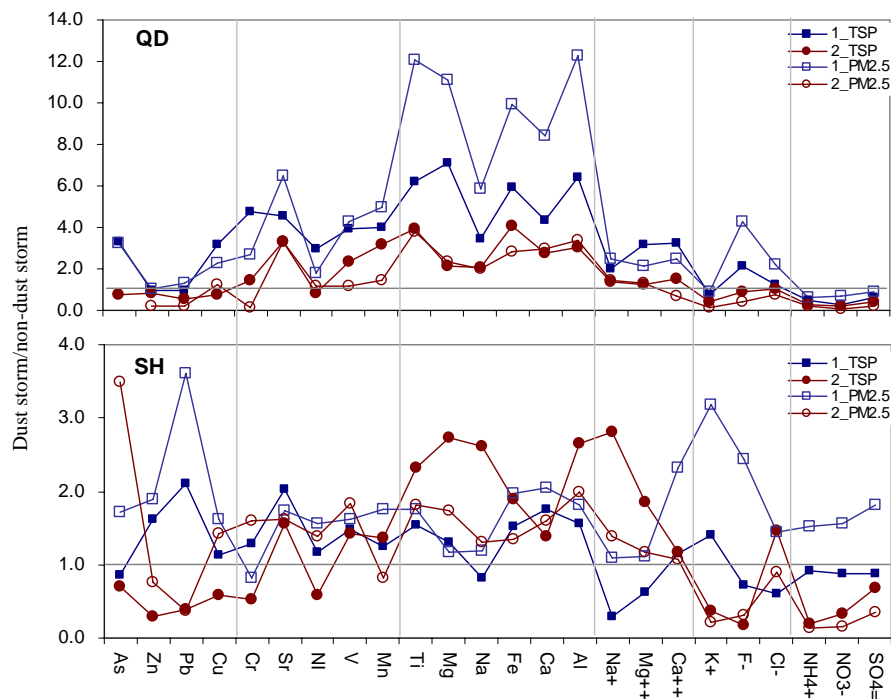 Dust storm/non-dust storm
QD
14.0
12.0
10.0
8.0
6.0
4.0
2.0
0.0
1_TSP
2_TSP
1_PM2.5
2_PM2.5
SH
4.0
3.0
2.0
1.0
0.0
1_TSP
2_TSP
1_PM2.5
2_PM2.5
As
Zn
Pb
Cu
Cr
Sr
NI
V
Mn
Ti
Mg
Na
Fe
Ca
Al
Na+
Mg++
Ca++
K+
F-
Cl-
NH4+
NO3-
SO4=